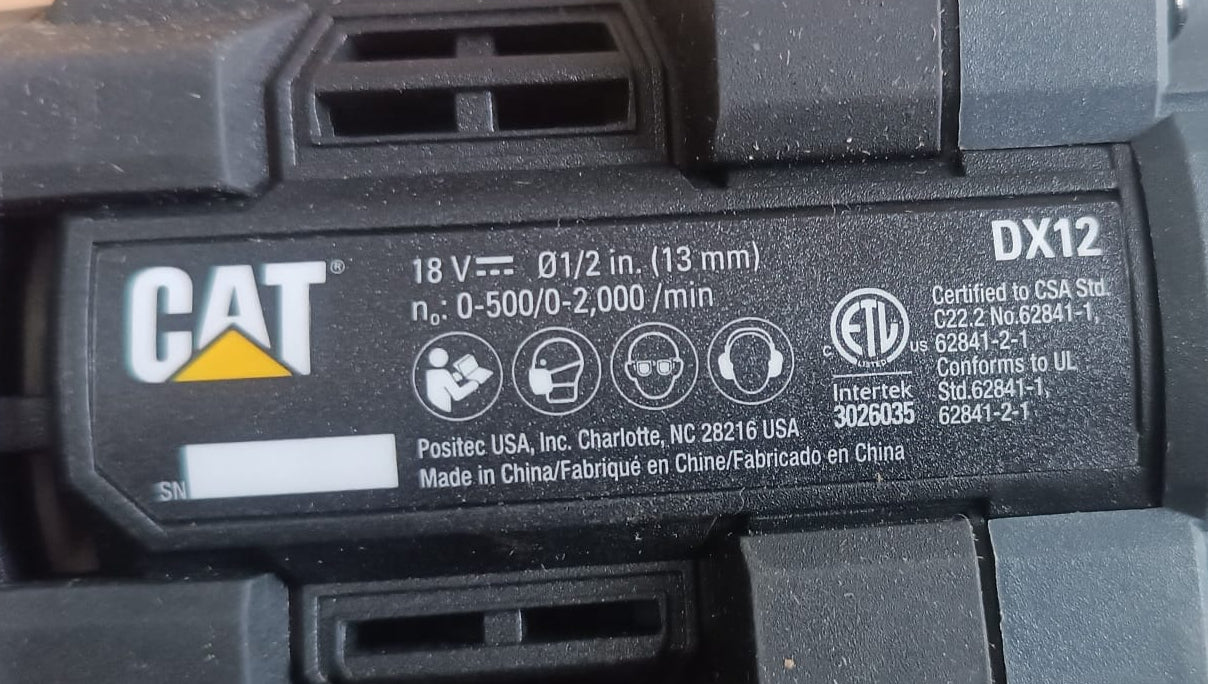 CAT®
18 V⎓ Ø1/2 in. (13 mm)
n₀: 0-500/0-2,000 /min
DX12
ETL
C US
Intertek
3026035
Certified to CSA Std.
C22.2 No.62841-1,
62841-2-1
Conforms to UL
Std.62841-1,
62841-2-1
SN
Positec USA, Inc. Charlotte, NC 28216 USA
Made in China/Fabriqué en Chine/Fabricado en China